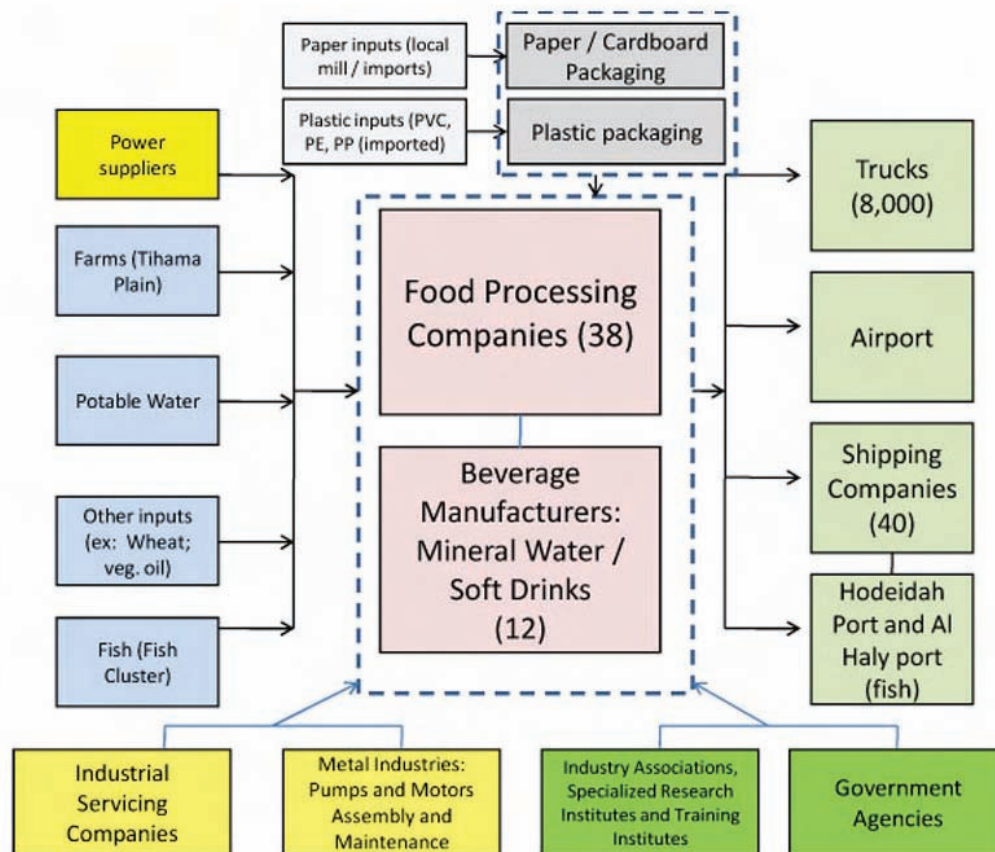 Paper inputs (local
mill / imports)
Paper / Cardboard
Packaging
Plastic inputs (PVC,
PE, PP (imported)
Plastic packaging
Power
suppliers
Farms (Tihama
Plain)
Potable Water
Other inputs
(ex: Wheat;
veg. oil)
Fish (Fish
Cluster)
Food Processing
Companies (38)
Beverage
Manufacturers:
Mineral Water /
Soft Drinks
(12)
Trucks
(8,000)
Airport
Shipping
Companies
(40)
Hodeidah
Port and Al
Haly port
(fish)
Industrial
Servicing
Companies
Metal Industries:
Pumps and Motors
Assembly and
Maintenance
Industry Associations,
Specialized Research
Institutes and Training
Institutes
Government
Agencies